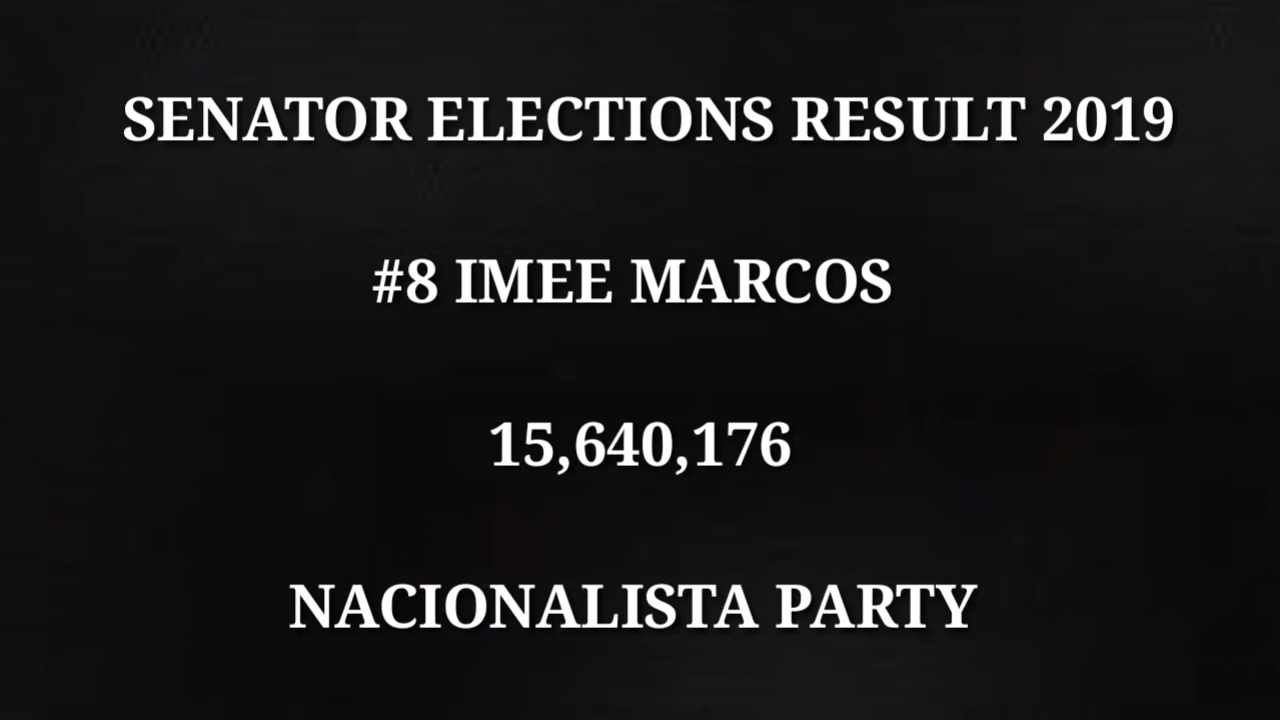 SENATOR ELECTIONS RESULT 2019
#8 IMEE MARCOS
15,640,176
NACIONALISTA PARTY